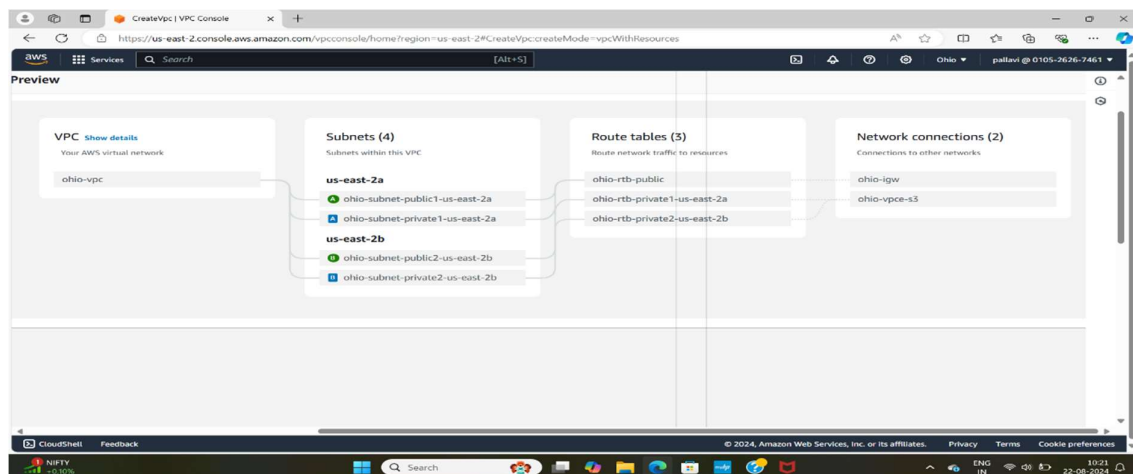 CreateVpc | VPC Console
https://us-east-2.console.aws.amazon.com/vpcconsole/home?region=us-east-2#CreateVpc:createMode=vpcWithResources
aws Services Search [Alt+S] Ohio pallavi @ 0105-2626-7461
Preview
VPC Show details
Your AWS virtual network
ohio-vpc
Subnets (4)
Subnets within this VPC
us-east-2a
A ohio-subnet-public1-us-east-2a
A ohio-subnet-private1-us-east-2a
us-east-2b
B ohio-subnet-public2-us-east-2b
B ohio-subnet-private2-us-east-2b
Route tables (3)
Route network traffic to resources
ohio-rtb-public
ohio-rtb-private1-us-east-2a
ohio-rtb-private2-us-east-2b
Network connections (2)
Connections to other networks
ohio-igw
ohio-vpce-s3
CloudShell Feedback © 2024, Amazon Web Services, Inc. or its affiliates. Privacy Terms Cookie preferences
1 NIFTY
+0.10%
Search
ENG
IN
10:21
22-08-2024